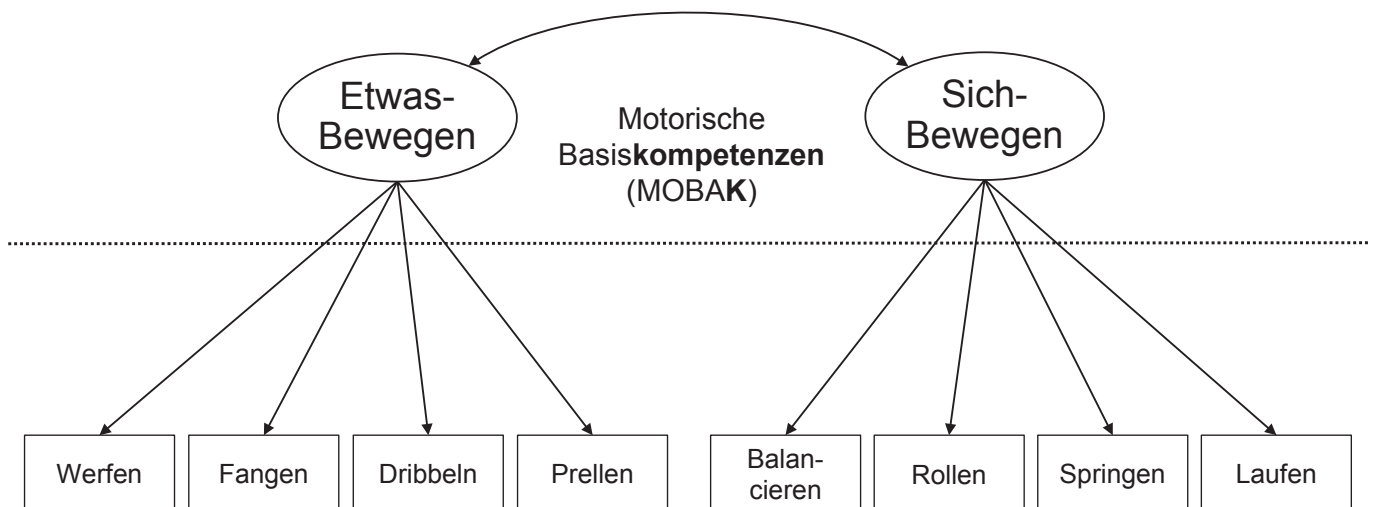 Etwas-
Bewegen
Motorische
Basiskompetenzen
(MOBAK)
Sich-
Bewegen
Werfen
Fangen
Dribbeln
Prellen
Balan-
cieren
Rollen
Springen
Laufen